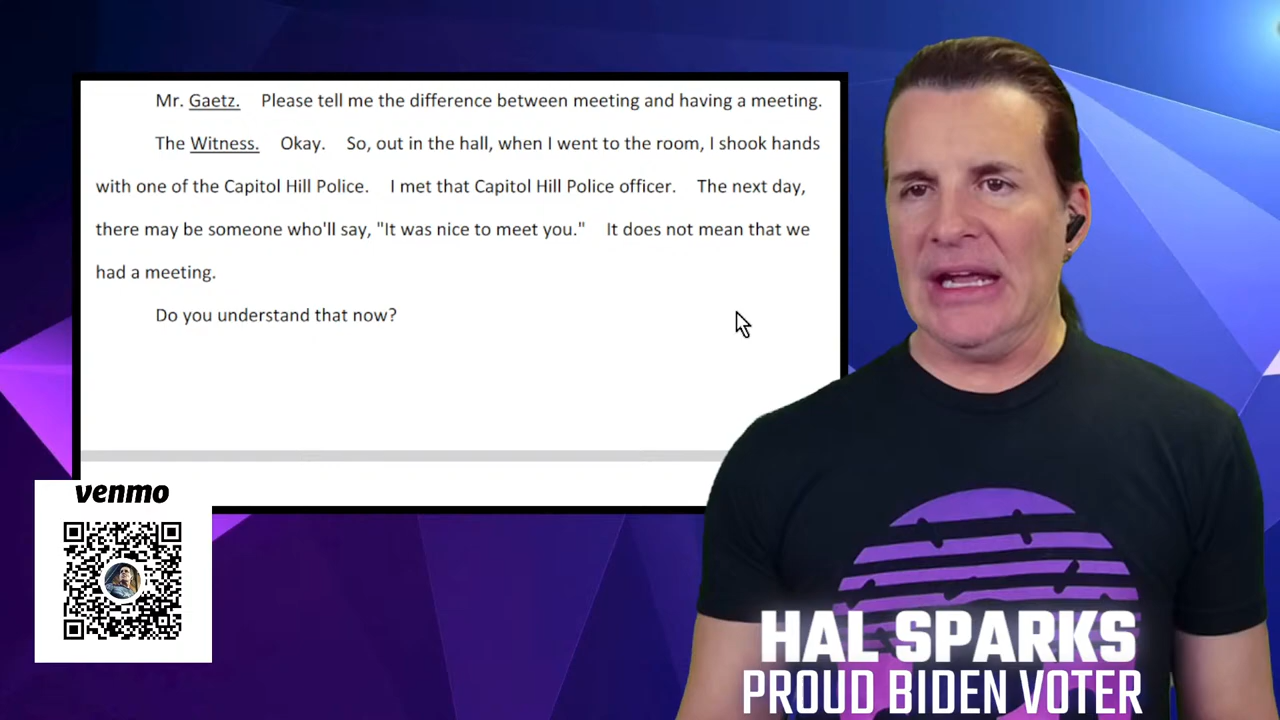 Mr. Gaetz. Please tell me the difference between meeting and having a meeting.
The Witness. Okay. So, out in the hall, when I went to the room, I shook hands
with one of the Capitol Hill Police. I met that Capitol Hill Police officer. The next day,
there may be someone who'll say, "It was nice to meet you." It does not mean that we
had a meeting.
Do you understand that now?
venmo
HAL SPARKS
PROUD BIDEN VOTER